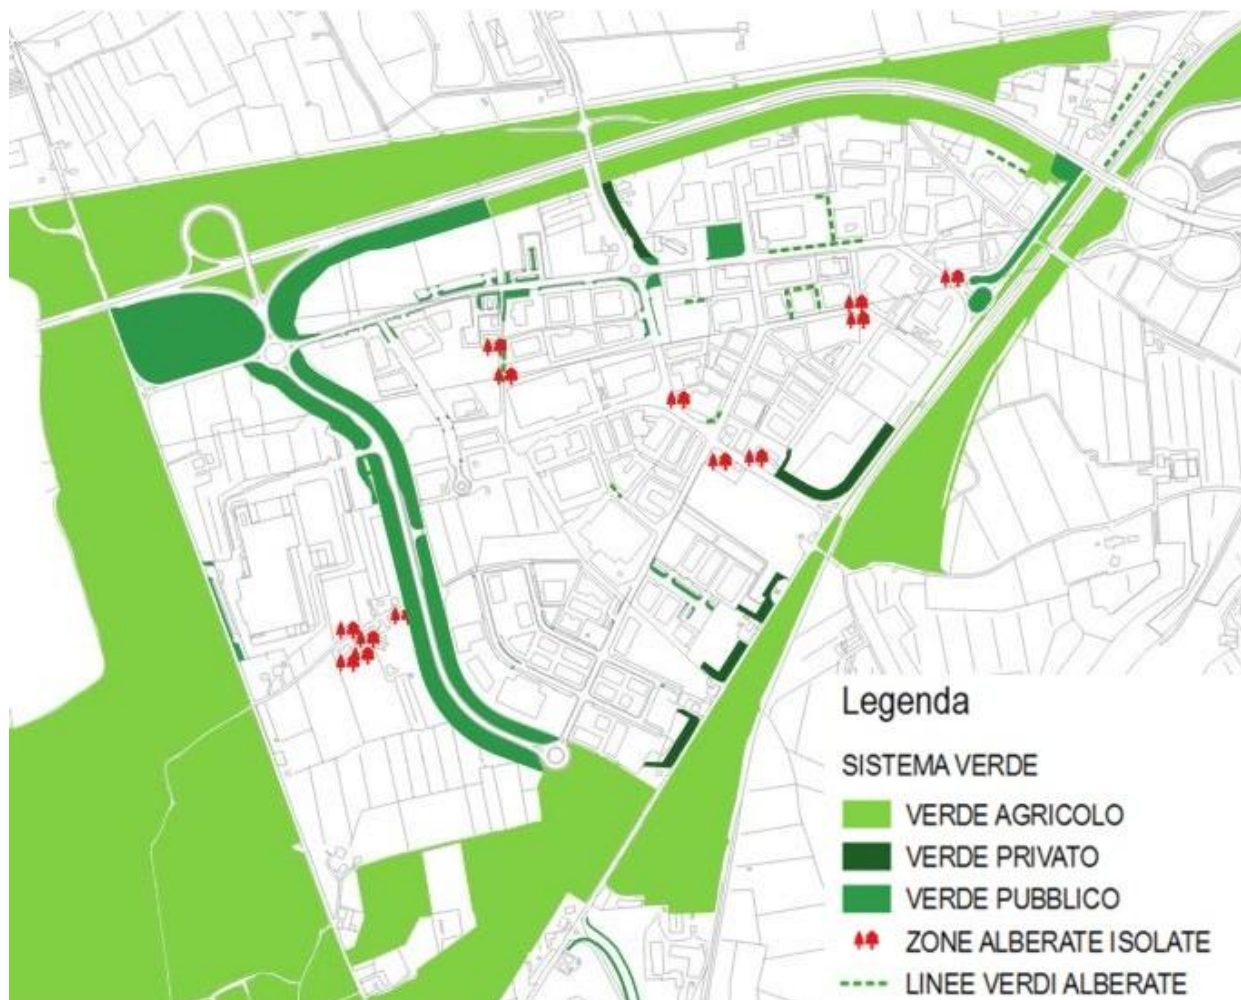 Legenda
SISTEMA VERDE
VERDE AGRICOLO
VERDE PRIVATO
VERDE PUBBLICO
ZONE ALBERATE ISOLATE
LINEE VERDI ALBERATE